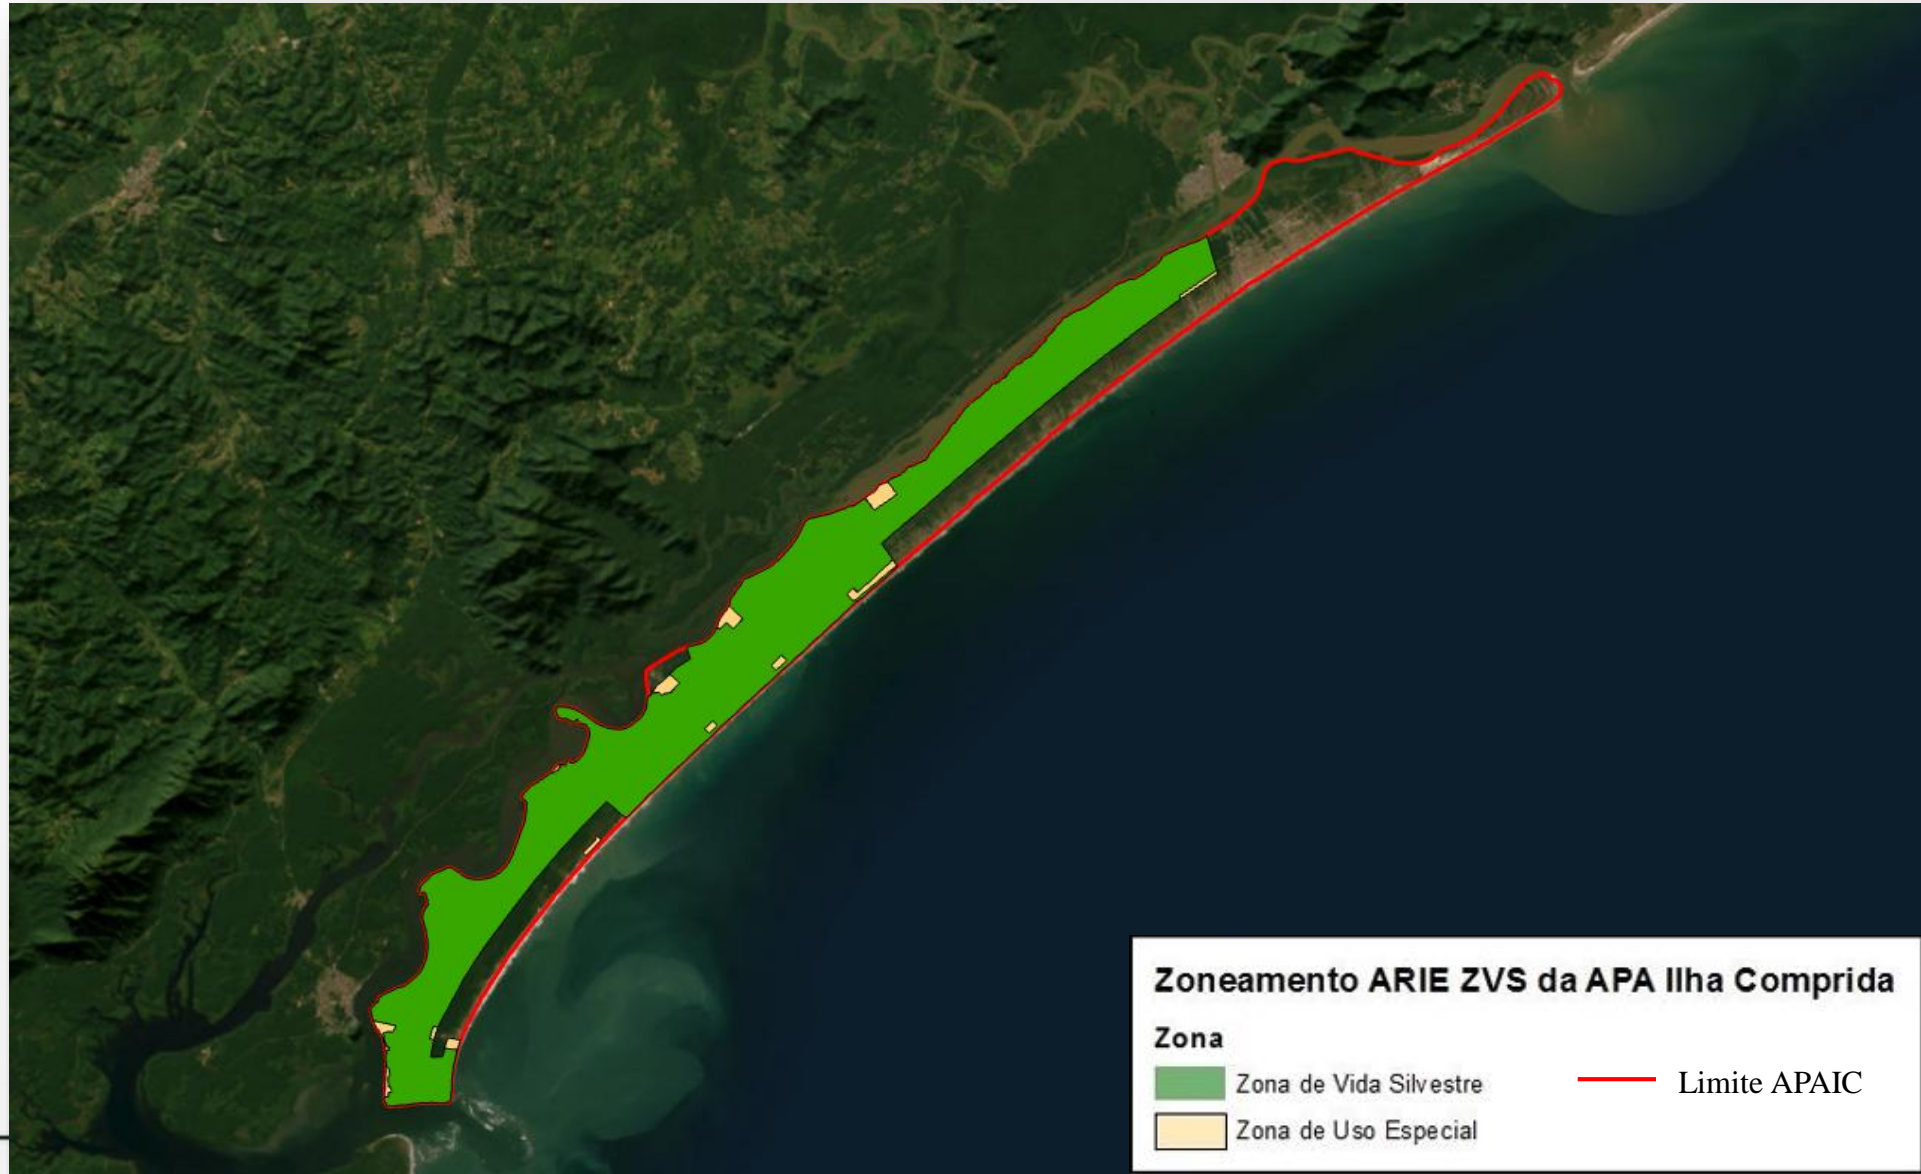 Zoneamento ARIE ZVS da APA Ilha Comprida
Zona
Zona de Vida Silvestre
Limite APAIC
Zona de Uso Especial